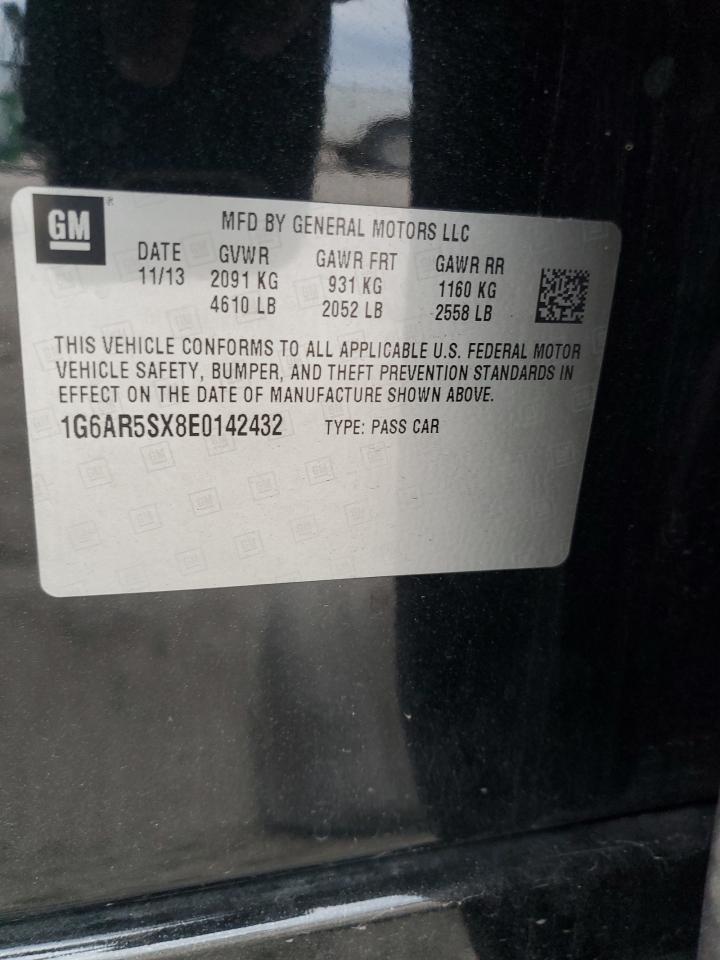 GM
MFD BY GENERAL MOTORS LLC
DATE GVWR GAWR FRT GAWR RR
11/13 2091 KG 931 KG 1160 KG
4610 LB 2052 LB 2558 LB
THIS VEHICLE CONFORMS TO ALL APPLICABLE U.S. FEDERAL MOTOR
VEHICLE SAFETY, BUMPER, AND THEFT PREVENTION STANDARDS IN
EFFECT ON THE DATE OF MANUFACTURE SHOWN ABOVE.
1G6AR5SX8E0142432 TYPE: PASS CAR